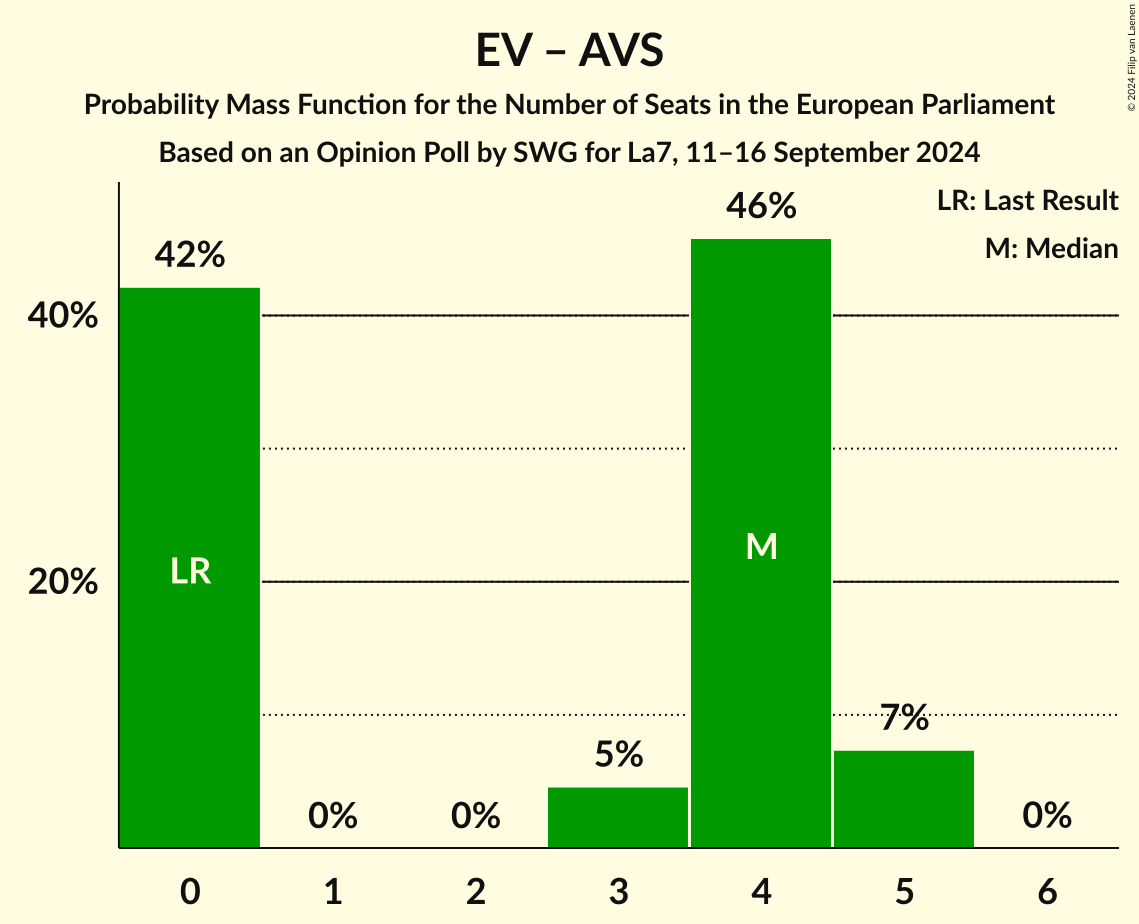 EV – AVS
Probability Mass Function for the Number of Seats in the European Parliament
Based on an Opinion Poll by SWG for La7, 11–16 September 2024
© 2024 Filip van Laenen
LR: Last Result
M: Median
42%
0%
0%
5%
46%
7%
0%
40%
20%
LR
M
0 1 2 3 4 5 6